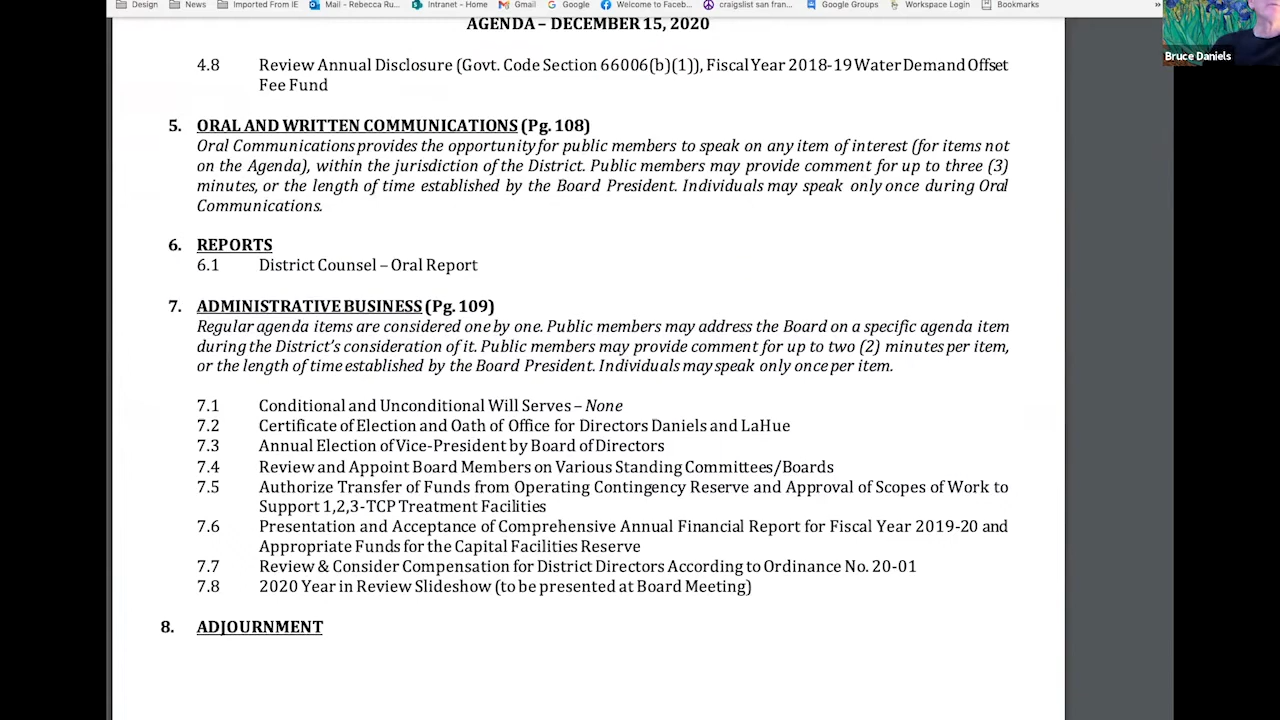 Design News Imported From IE Mail - Rebecca Ru... Intranet - Home Gmail Google Welcome to Faceb... craigslist san fran... Google Groups Workspace Login Bookmarks »
AGENDA – DECEMBER 15, 2020
Bruce Daniels
4.8 Review Annual Disclosure (Govt. Code Section 66006(b)(1)), Fiscal Year 2018-19 Water Demand Offset
Fee Fund
5. ORAL AND WRITTEN COMMUNICATIONS (Pg. 108)
Oral Communications provides the opportunity for public members to speak on any item of interest (for items not
on the Agenda), within the jurisdiction of the District. Public members may provide comment for up to three (3)
minutes, or the length of time established by the Board President. Individuals may speak only once during Oral
Communications.
6. REPORTS
6.1 District Counsel – Oral Report
7. ADMINISTRATIVE BUSINESS (Pg. 109)
Regular agenda items are considered one by one. Public members may address the Board on a specific agenda item
during the District's consideration of it. Public members may provide comment for up to two (2) minutes per item,
or the length of time established by the Board President. Individuals may speak only once per item.
7.1 Conditional and Unconditional Will Serves – None
7.2 Certificate of Election and Oath of Office for Directors Daniels and LaHue
7.3 Annual Election of Vice-President by Board of Directors
7.4 Review and Appoint Board Members on Various Standing Committees/Boards
7.5 Authorize Transfer of Funds from Operating Contingency Reserve and Approval of Scopes of Work to
Support 1,2,3-TCP Treatment Facilities
7.6 Presentation and Acceptance of Comprehensive Annual Financial Report for Fiscal Year 2019-20 and
Appropriate Funds for the Capital Facilities Reserve
7.7 Review & Consider Compensation for District Directors According to Ordinance No. 20-01
7.8 2020 Year in Review Slideshow (to be presented at Board Meeting)
8. ADJOURNMENT